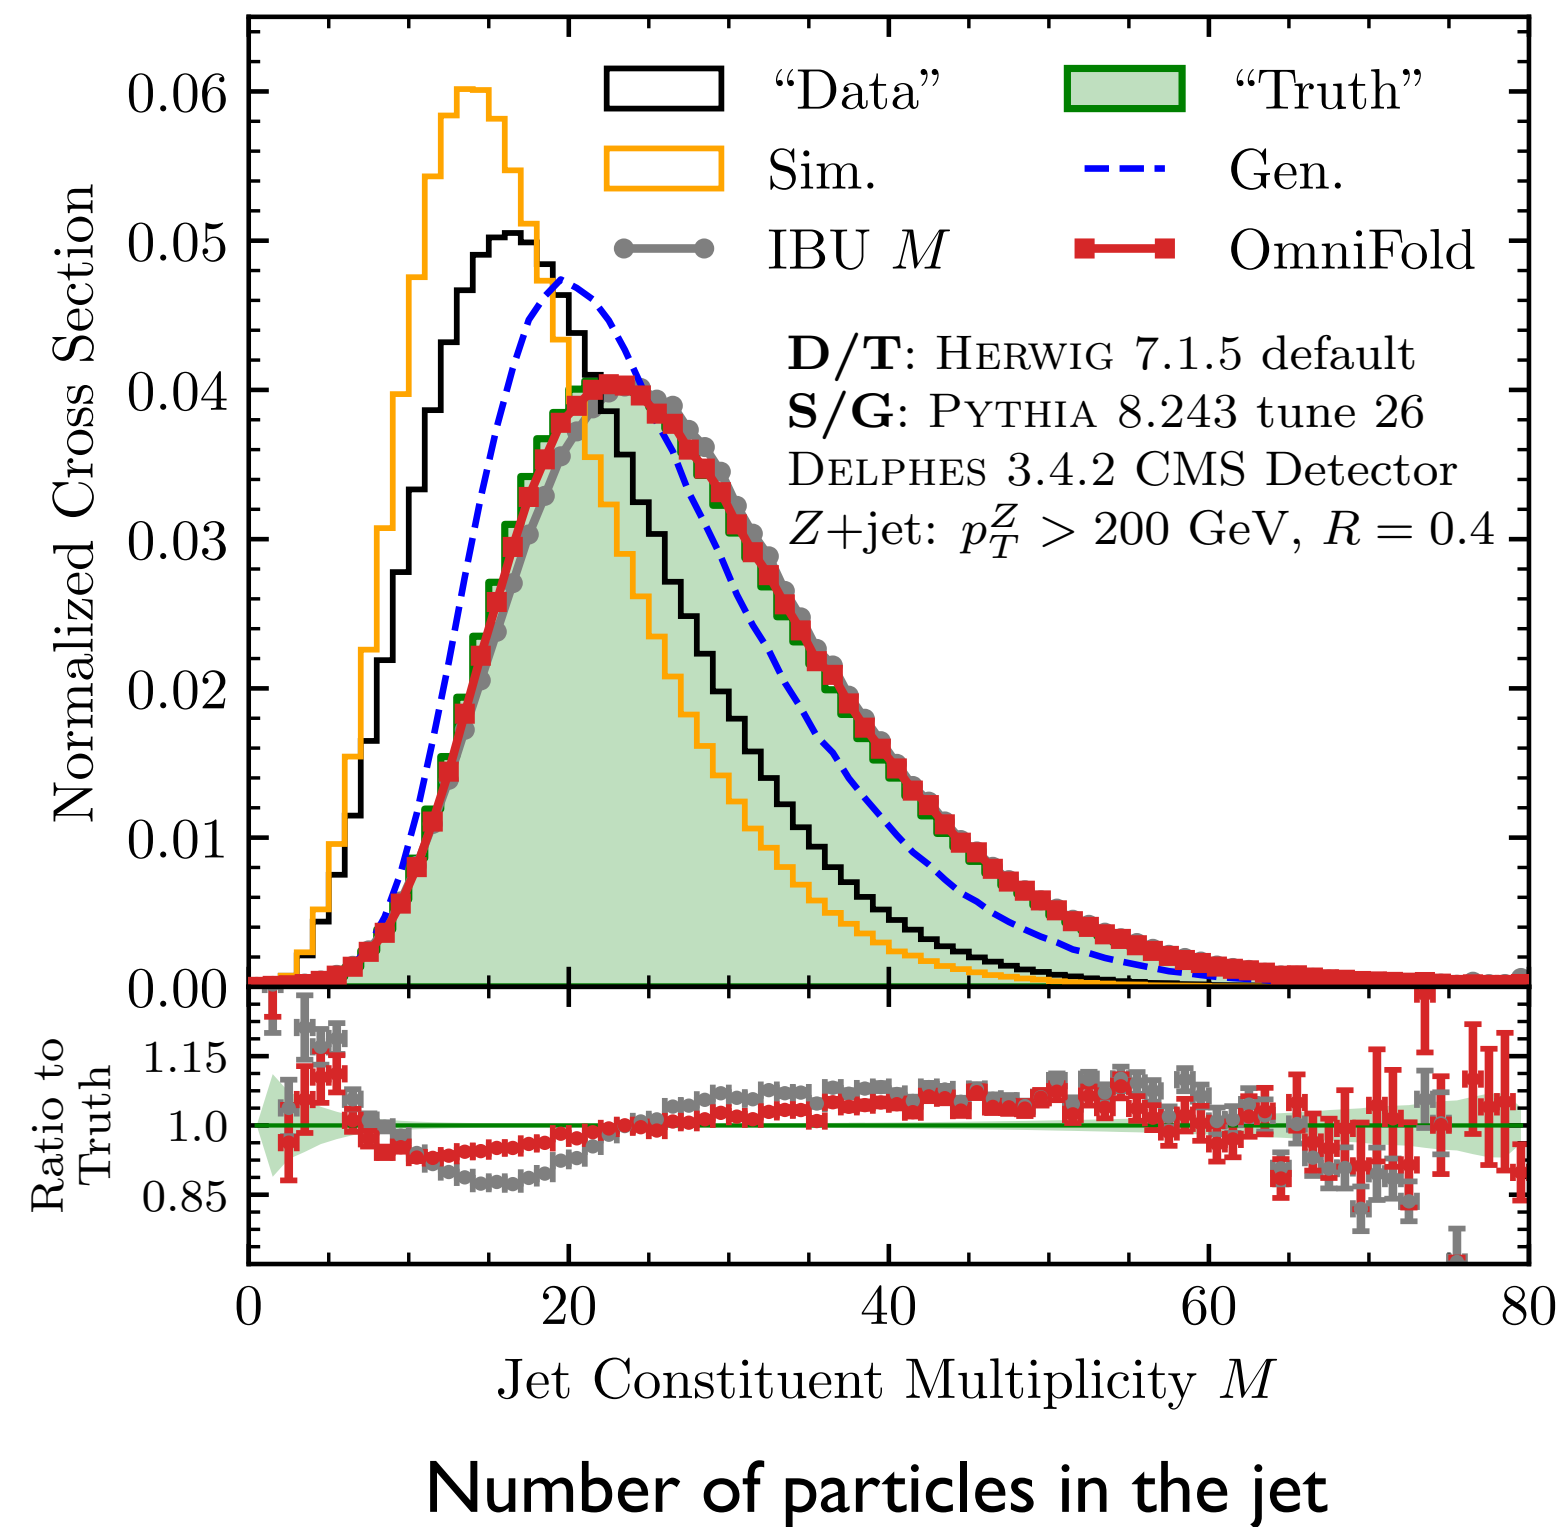 0.06
0.05
0.04
0.03
0.02
0.01
0.00
Normalized Cross Section
“Data”
“Truth”
Sim.
Gen.
IBU M
OmniFold
D/T: HERWIG 7.1.5 default
S/G: PYTHIA 8.243 tune 26
DELPHES 3.4.2 CMS Detector
Z+jet: p_T^Z > 200 GeV, R = 0.4
1.15
1.0
0.85
Ratio to
Truth
0 20 40 60 80
Jet Constituent Multiplicity M
Number of particles in the jet